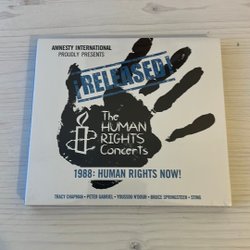 AMNESTY INTERNATIONAL
PROUDLY PRESENTS
¡RELEASED!
The
HUMAN
RIGHTS
ConcerTs
1988: HUMAN RIGHTS NOW!
TRACY CHAPMAN • PETER GABRIEL • YOUSSOU N'DOUR • BRUCE SPRINGSTEEN • STING